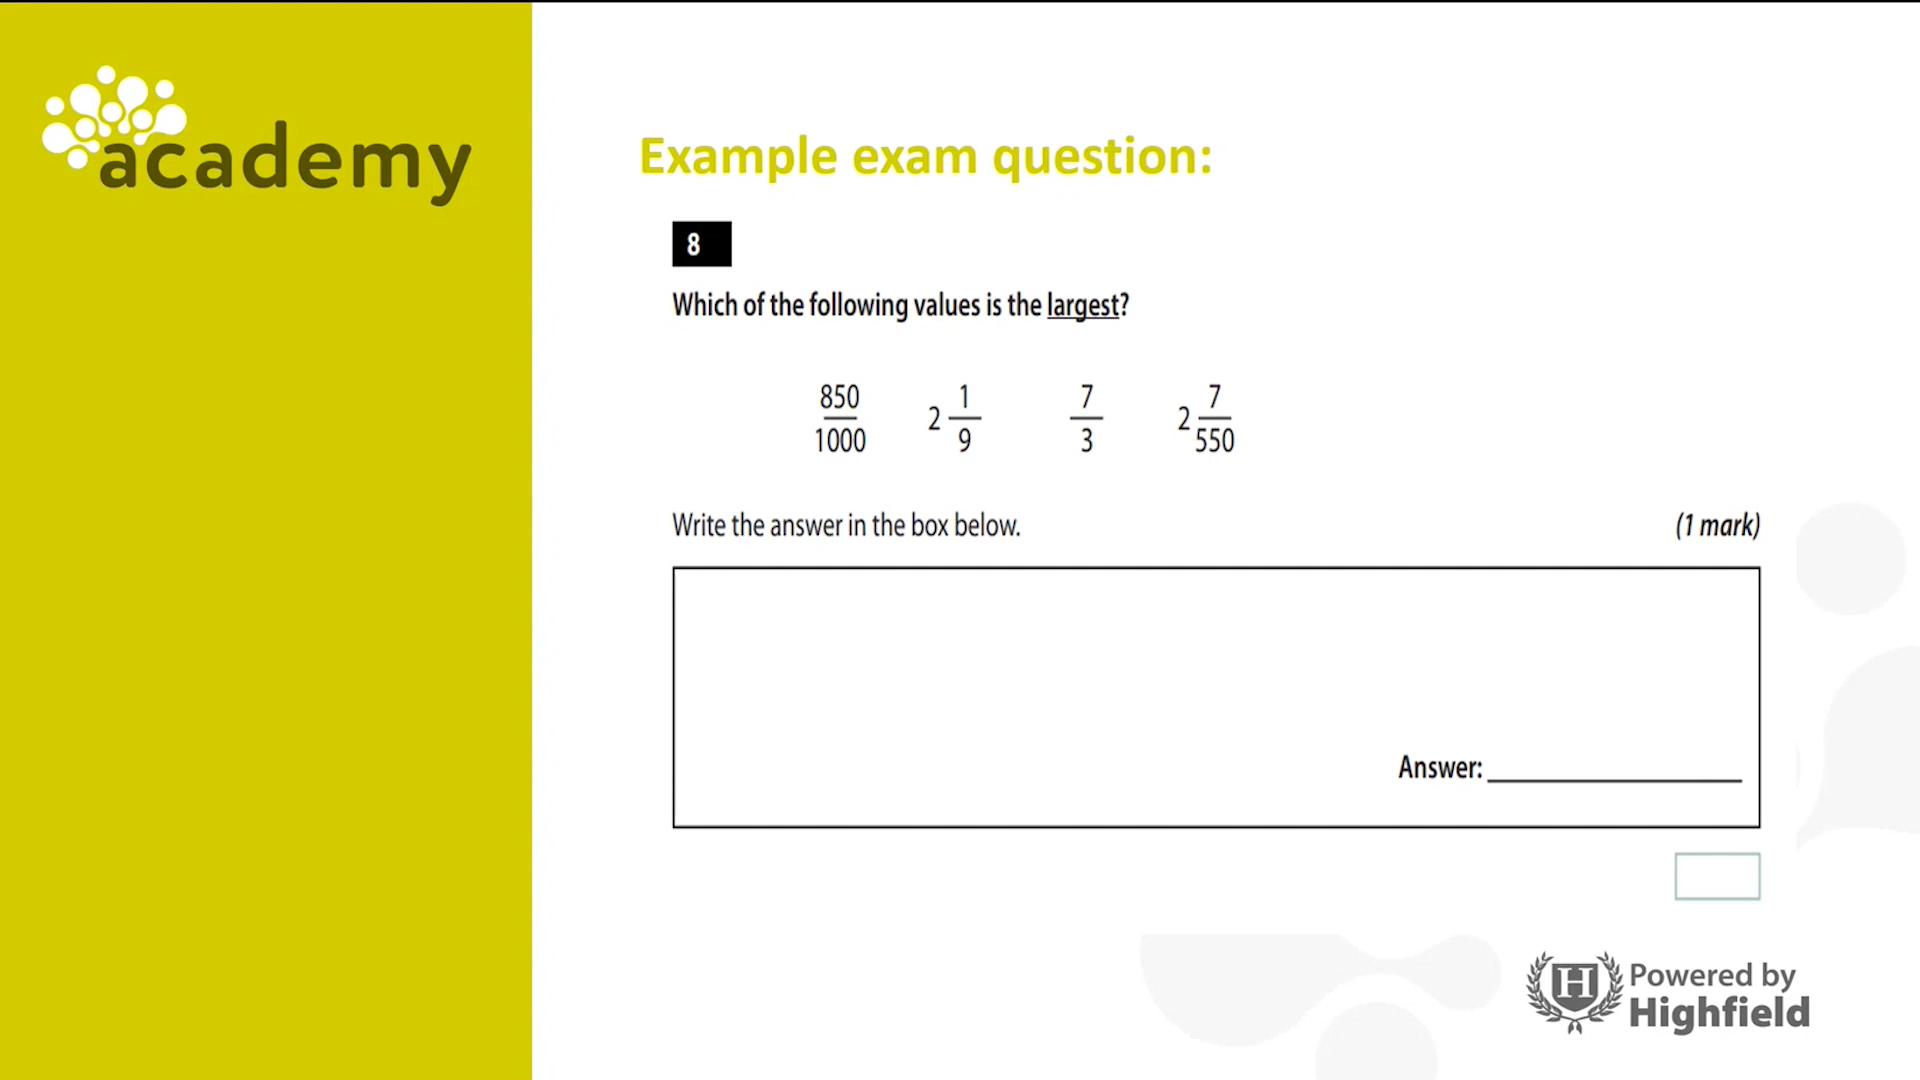 academy
Example exam question:
8
Which of the following values is the largest?
850/1000 2 1/9 7/3 2 7/550
Write the answer in the box below. (1 mark)
Answer: ____________________
H Powered by
Highfield